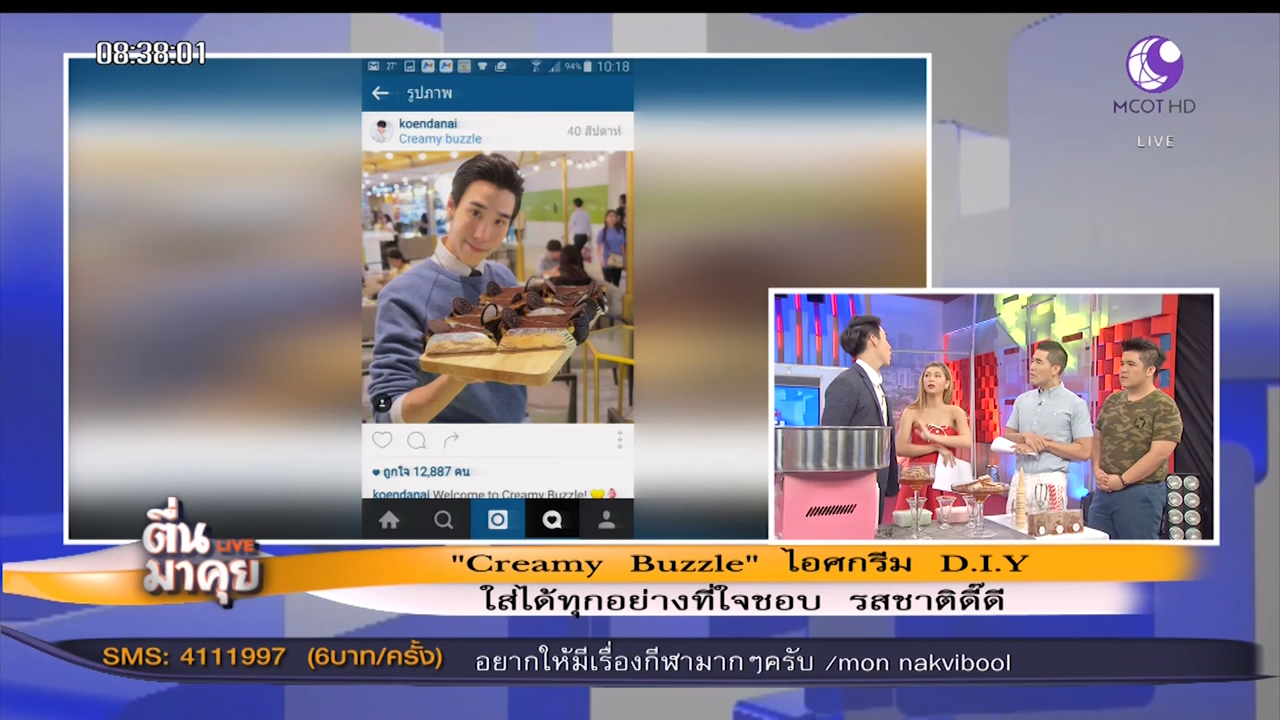 08:38:01
27°
94%
10:18
MCOT HD
LIVE
รูปภาพ
koendanai
Creamy buzzle
40 สัปดาห์
ถูกใจ 12,887 คน
koendanai Welcome to Creamy Buzzle!
ตื่น
LIVE
มาคุย
"Creamy Buzzle" ไอศกรีม D.I.Y
ใส่ได้ทุกอย่างที่ใจชอบ รสชาติดี๊ดี
SMS: 4111997 (6บาท/ครั้ง)
อยากให้มีเรื่องกีฬามากๆครับ /mon nakvibool